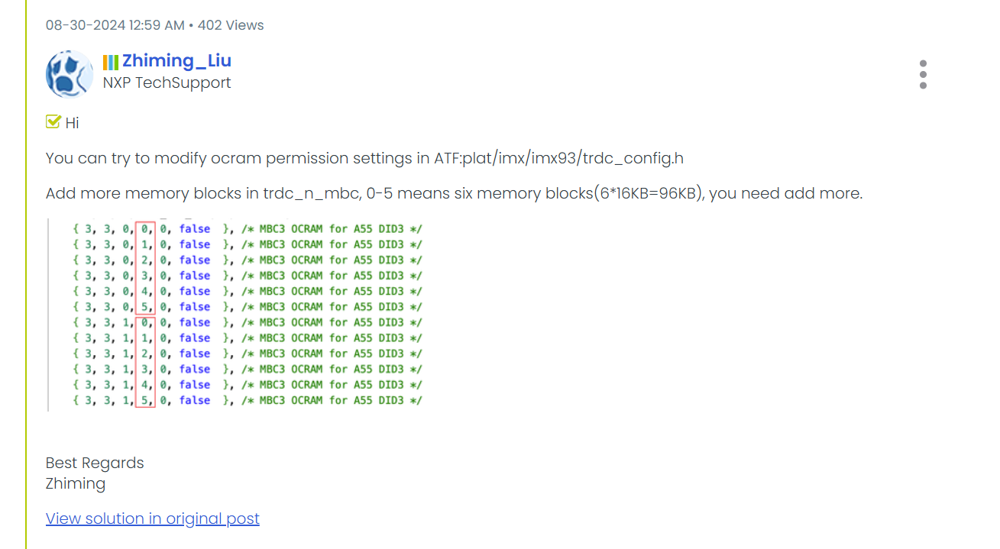 08-30-2024 12:59 AM • 402 Views
Zhiming_Liu
NXP TechSupport
Hi
You can try to modify ocram permission settings in ATF:plat/imx/imx93/trdc_config.h
Add more memory blocks in trdc_n_mbc, 0-5 means six memory blocks(6*16KB=96KB), you need add more.
{ 3, 3, 0, 0, 0, false }, /* MBC3 OCRAM for A55 DID3 */
{ 3, 3, 0, 1, 0, false }, /* MBC3 OCRAM for A55 DID3 */
{ 3, 3, 0, 2, 0, false }, /* MBC3 OCRAM for A55 DID3 */
{ 3, 3, 0, 3, 0, false }, /* MBC3 OCRAM for A55 DID3 */
{ 3, 3, 0, 4, 0, false }, /* MBC3 OCRAM for A55 DID3 */
{ 3, 3, 0, 5, 0, false }, /* MBC3 OCRAM for A55 DID3 */
{ 3, 3, 1, 0, 0, false }, /* MBC3 OCRAM for A55 DID3 */
{ 3, 3, 1, 1, 0, false }, /* MBC3 OCRAM for A55 DID3 */
{ 3, 3, 1, 2, 0, false }, /* MBC3 OCRAM for A55 DID3 */
{ 3, 3, 1, 3, 0, false }, /* MBC3 OCRAM for A55 DID3 */
{ 3, 3, 1, 4, 0, false }, /* MBC3 OCRAM for A55 DID3 */
{ 3, 3, 1, 5, 0, false }, /* MBC3 OCRAM for A55 DID3 */
Best Regards
Zhiming
View solution in original post